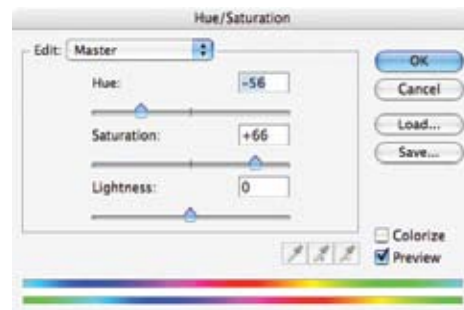 Hue/Saturation
Edit: Master
OK
Hue: -56
Cancel
Load...
Saturation: +66
Save...
Lightness: 0
Colorize
Preview